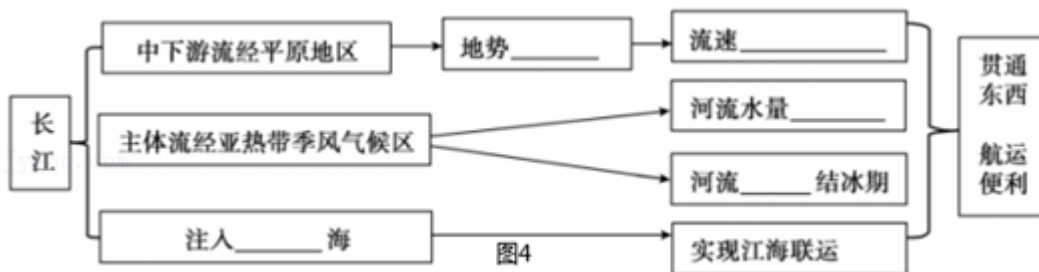 中下游流经平原地区
地势________
流速______________
长
江
主体流经亚热带季风气候区
河流水量_________
河流______结冰期
注入________海
实现江海联运
贯通
东西
航运
便利
图4